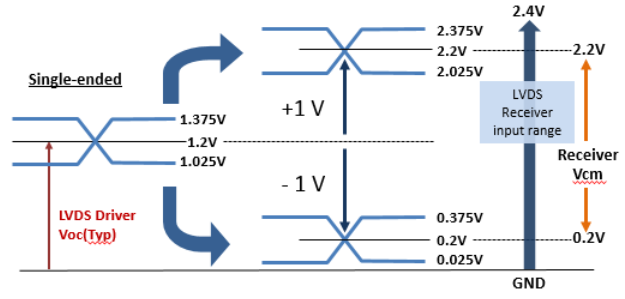 Single-ended
1.375V
1.2V
1.025V
LVDS Driver
Voc(Typ)
+1 V
- 1 V
2.375V
2.2V
2.025V
0.375V
0.2V
0.025V
2.4V
LVDS
Receiver
input range
GND
2.2V
Receiver
Vcm
0.2V